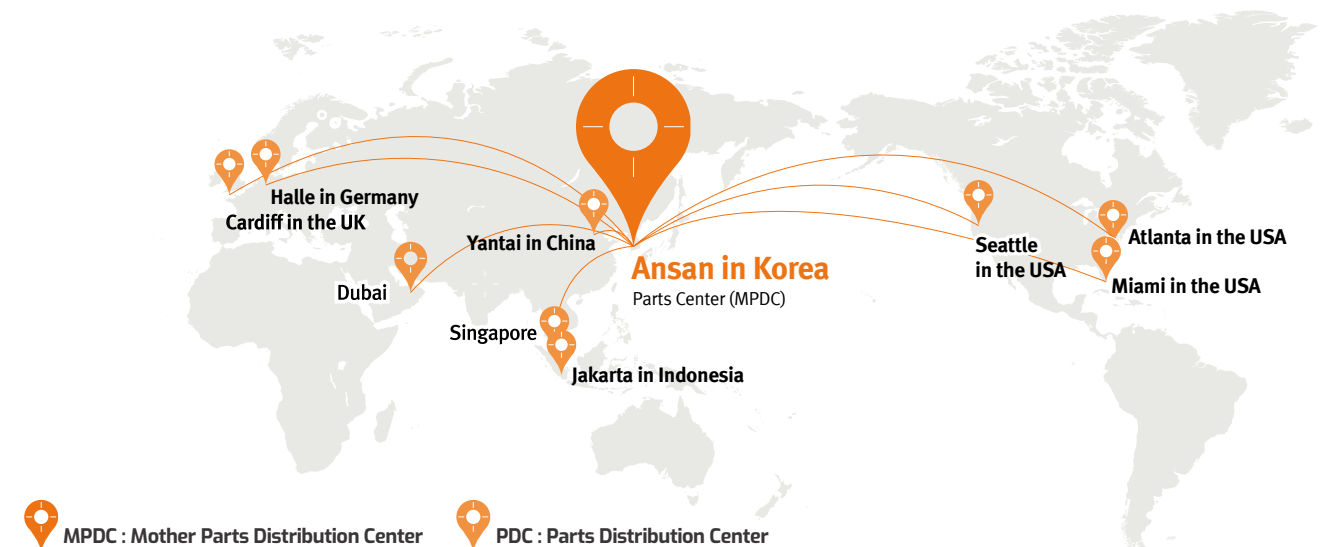 Halle in Germany
Cardiff in the UK
Yantai in China
Dubai
Ansan in Korea
Parts Center (MPDC)
Singapore
Jakarta in Indonesia
Seattle
in the USA
Atlanta in the USA
Miami in the USA
MPDC : Mother Parts Distribution Center
PDC : Parts Distribution Center